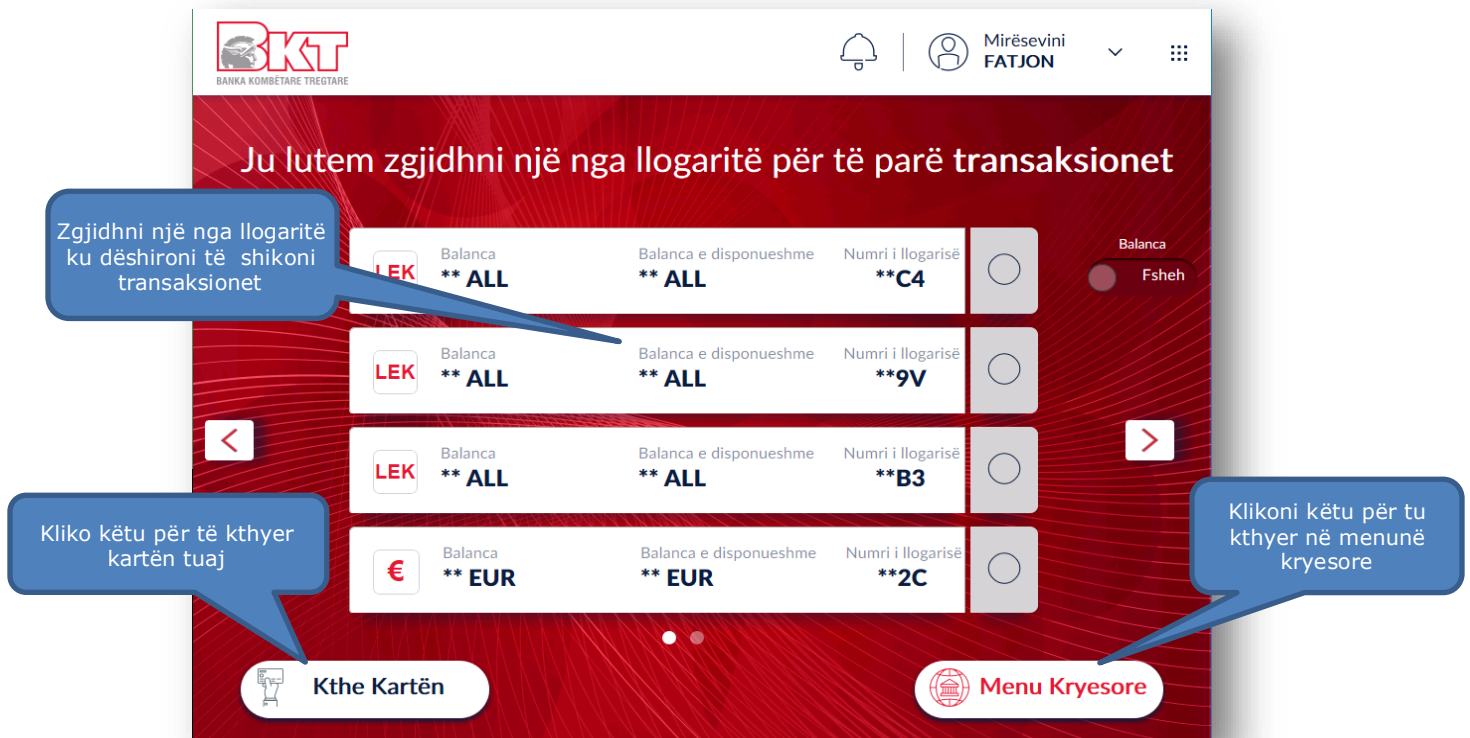 BKT
BANKA KOMBËTARE TREGTARE
Mirësevini
FATJON
Ju lutem zgjidhni një nga llogaritë për të parë transaksionet
Zgjidhni një nga llogaritë
ku dëshironi të shikoni
transaksionet
LEK
Balanca
** ALL
Balanca e disponueshme
** ALL
Numri i llogarisë
**C4
Balanca
Fsheh
LEK
Balanca
** ALL
Balanca e disponueshme
** ALL
Numri i llogarisë
**9V
<
>
LEK
Balanca
** ALL
Balanca e disponueshme
** ALL
Numri i llogarisë
**B3
Kliko këtu për të kthyer
kartën tuaj
Klikoni këtu për tu
kthyer në menunë
kryesore
€
Balanca
** EUR
Balanca e disponueshme
** EUR
Numri i llogarisë
**2C
Kthe Kartën
Menu Kryesore